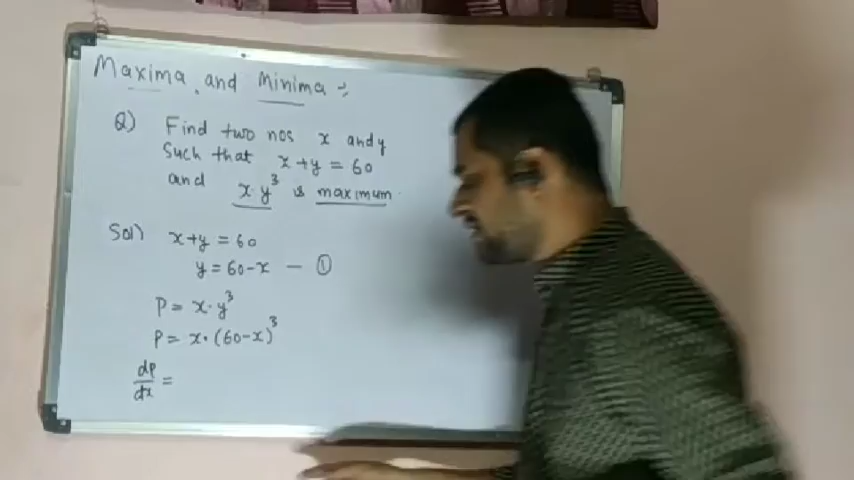 Maxima and Minima :-
Q) Find two nos x and y
Such that x+y = 60
and x·y³ is maximum.
Sol) x+y = 60
y = 60-x — ①
P = x·y³
P = x·(60-x)³
dp/dx =